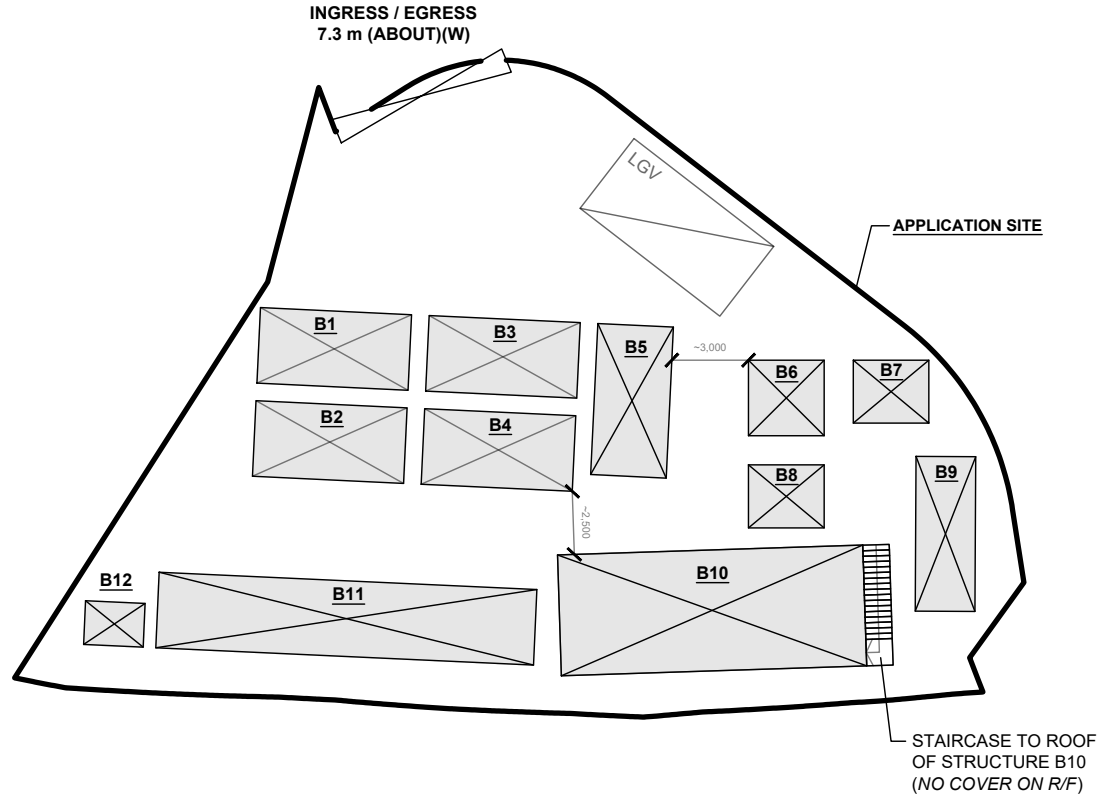 INGRESS / EGRESS
7.3 m (ABOUT)(W)
LGV
APPLICATION SITE
B1
B3
B5
~3,000
B6
B7
B2
B4
B8
B9
~2,500
B10
B12
B11
STAIRCASE TO ROOF
OF STRUCTURE B10
(NO COVER ON R/F)